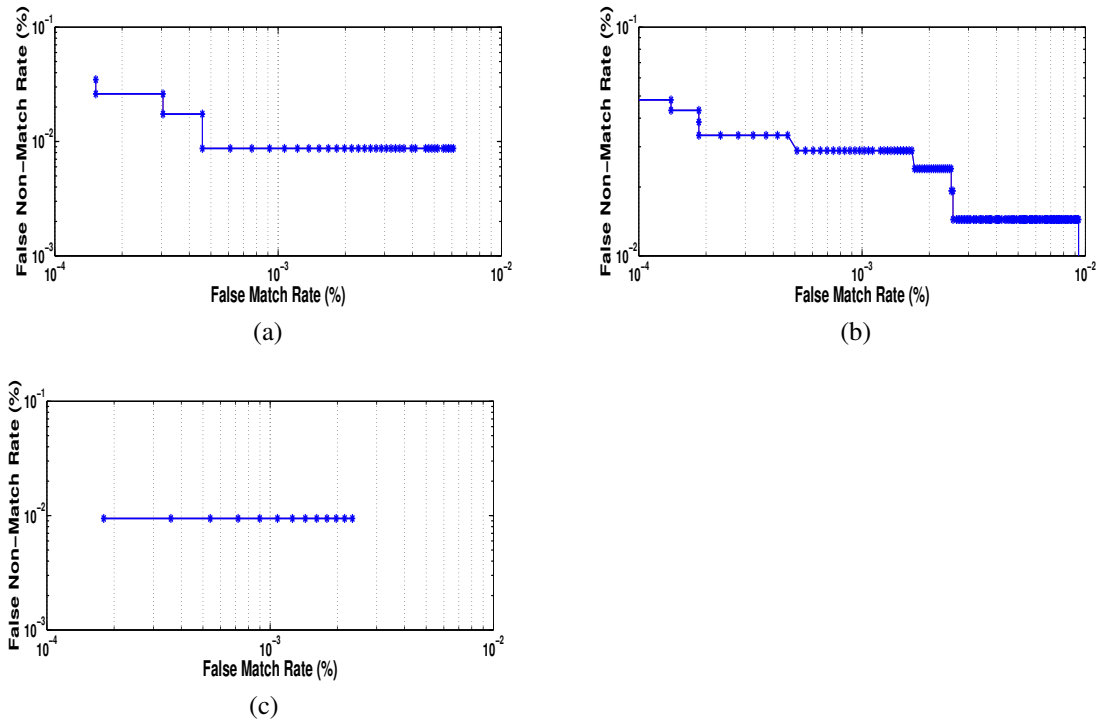 False Non-Match Rate (%)
10⁻¹
10⁻²
10⁻³
10⁻⁴ 10⁻³ 10⁻²
False Match Rate (%)
(a)
False Non-Match Rate (%)
10⁻¹
10⁻²
10⁻⁴ 10⁻³ 10⁻²
False Match Rate (%)
(b)
False Non-Match Rate (%)
10⁻¹
10⁻²
10⁻³
10⁻⁴ 10⁻³ 10⁻²
False Match Rate (%)
(c)